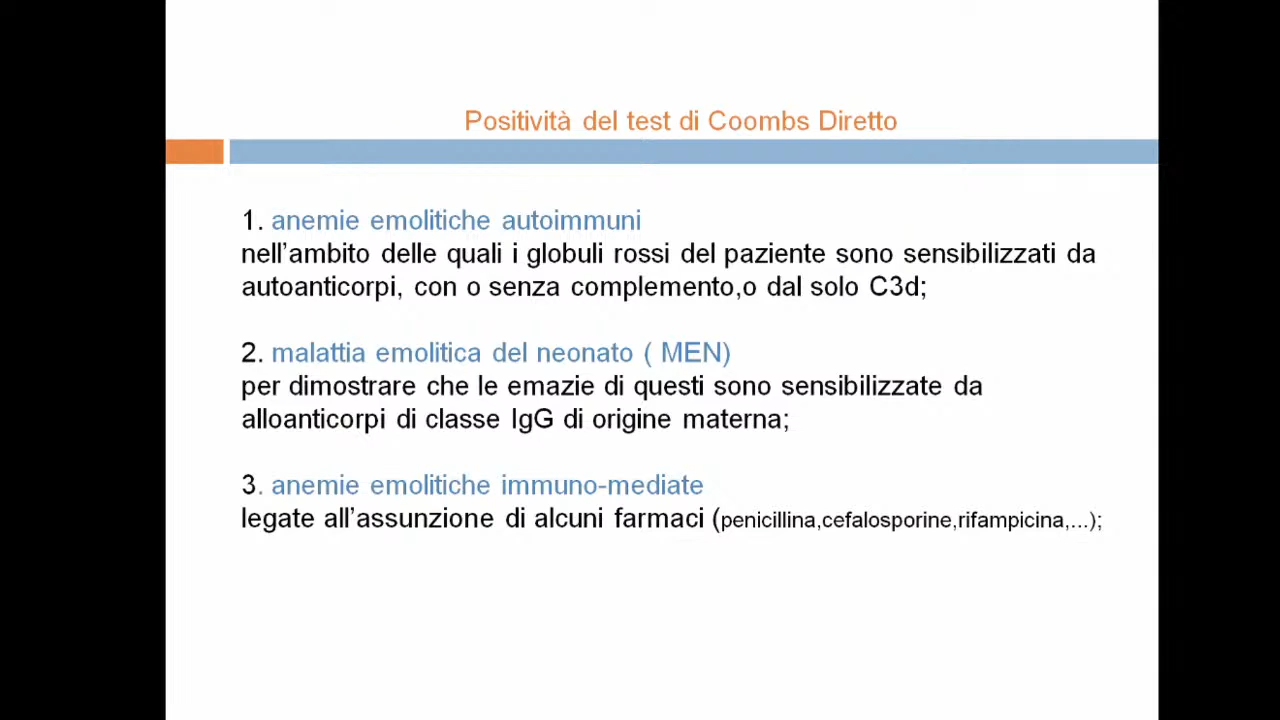 Positività del test di Coombs Diretto
1. anemie emolitiche autoimmuni
nell’ambito delle quali i globuli rossi del paziente sono sensibilizzati da
autoanticorpi, con o senza complemento,o dal solo C3d;
2. malattia emolitica del neonato ( MEN)
per dimostrare che le emazie di questi sono sensibilizzate da
alloanticorpi di classe IgG di origine materna;
3. anemie emolitiche immuno-mediate
legate all’assunzione di alcuni farmaci (penicillina,cefalosporine,rifampicina,...);